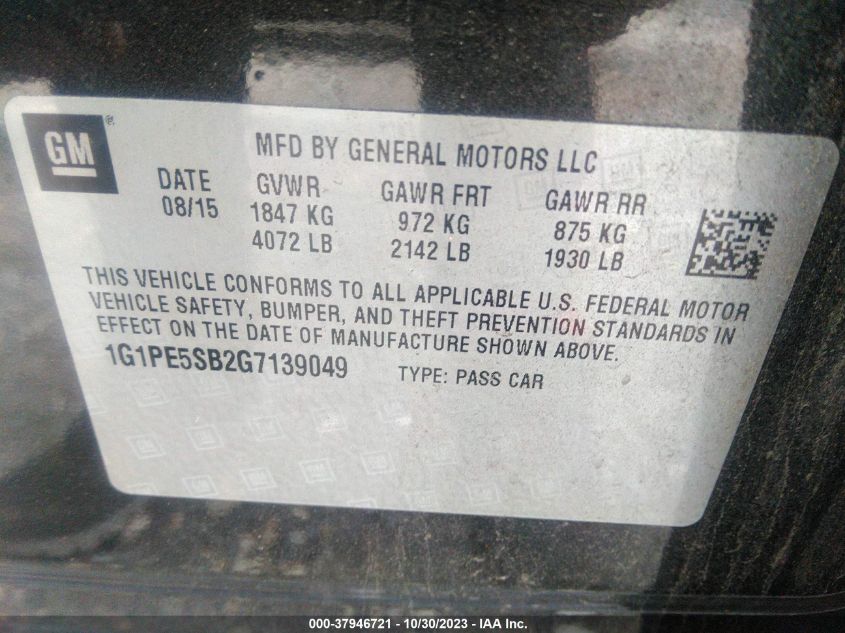 GM®
MFD BY GENERAL MOTORS LLC
DATE GVWR GAWR FRT GAWR RR
08/15 1847 KG 972 KG 875 KG
4072 LB 2142 LB 1930 LB
THIS VEHICLE CONFORMS TO ALL APPLICABLE U.S. FEDERAL MOTOR
VEHICLE SAFETY, BUMPER, AND THEFT PREVENTION STANDARDS IN
EFFECT ON THE DATE OF MANUFACTURE SHOWN ABOVE.
1G1PE5SB2G7139049 TYPE: PASS CAR
000-37946721 - 10/30/2023 - IAA Inc.